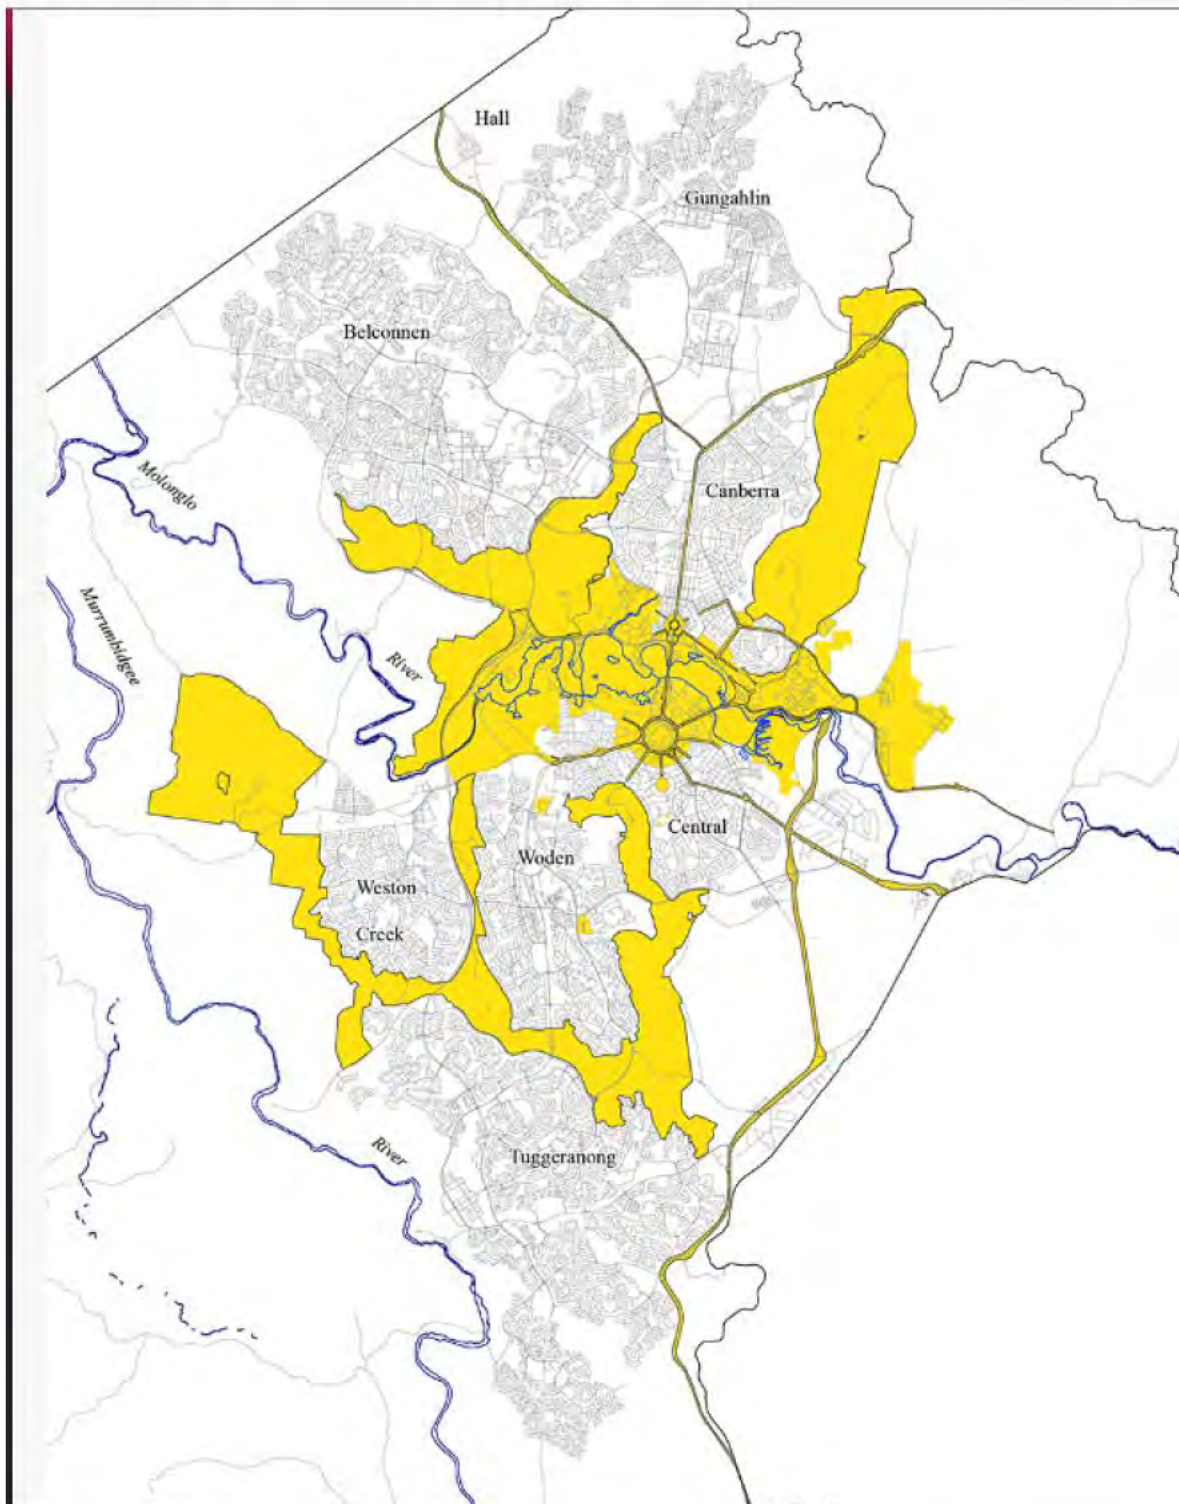 Hall
Gungahlin
Belconnen
Molonglo
Canberra
Murrumbidgee
River
Central
Woden
Weston
Creek
River
Tuggeranong